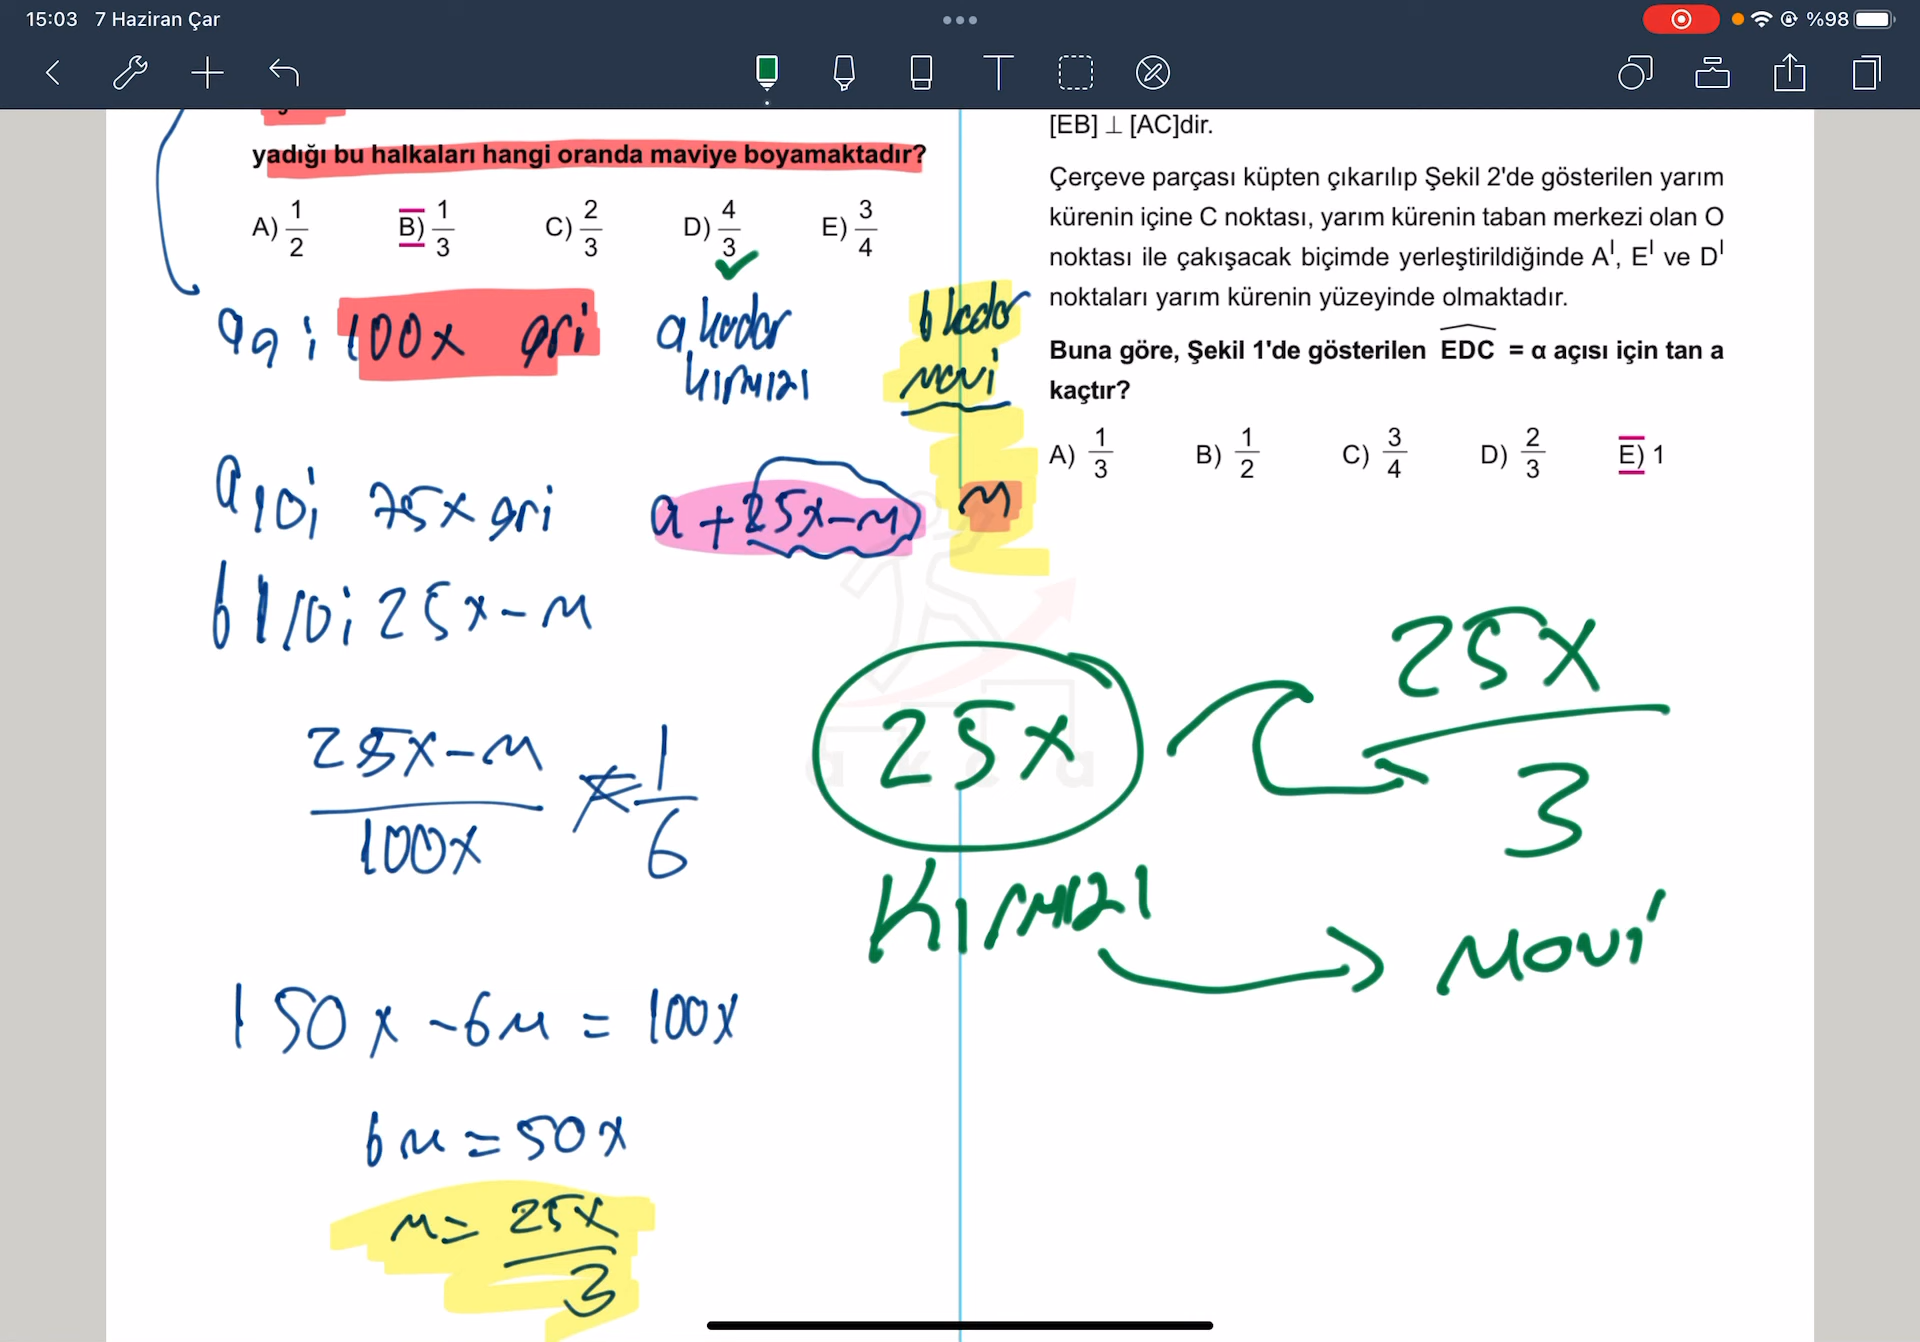 15:03 7 Haziran Çar
%98
yadığı bu halkaları hangi oranda maviye boyamaktadır?
A) 1/2 B) 1/3 C) 2/3 D) 4/3 E) 3/4
100x gri a kadar kırmızı b kadar mavi
75x gri a+25x-m m
25x-m
25x-m/100x = 1/6
150x-6m = 100x
6m = 50x
m = 25x/3
[EB] ⊥ [AC]dir.
Çerçeve parçası küpten çıkarılıp Şekil 2'de gösterilen yarım
kürenin içine C noktası, yarım kürenin taban merkezi olan O
noktası ile çakışacak biçimde yerleştirildiğinde Aᴵ, Eᴵ ve Dᴵ
noktaları yarım kürenin yüzeyinde olmaktadır.
Buna göre, Şekil 1'de gösterilen EDC = α açısı için tan a
kaçtır?
A) 1/3 B) 1/2 C) 3/4 D) 2/3 E) 1
25x 25x/3
Kırmızı Mavi
akca